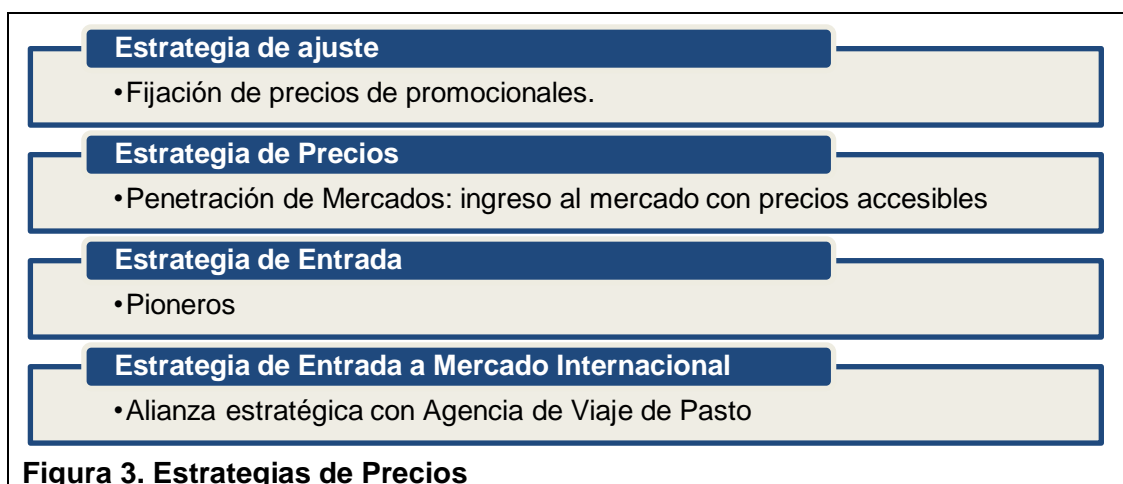 Estrategia de ajuste
•Fijación de precios de promocionales.
Estrategia de Precios
•Penetración de Mercados: ingreso al mercado con precios accesibles
Estrategia de Entrada
•Pioneros
Estrategia de Entrada a Mercado Internacional
•Alianza estratégica con Agencia de Viaje de Pasto
Figura 3. Estrategias de Precios